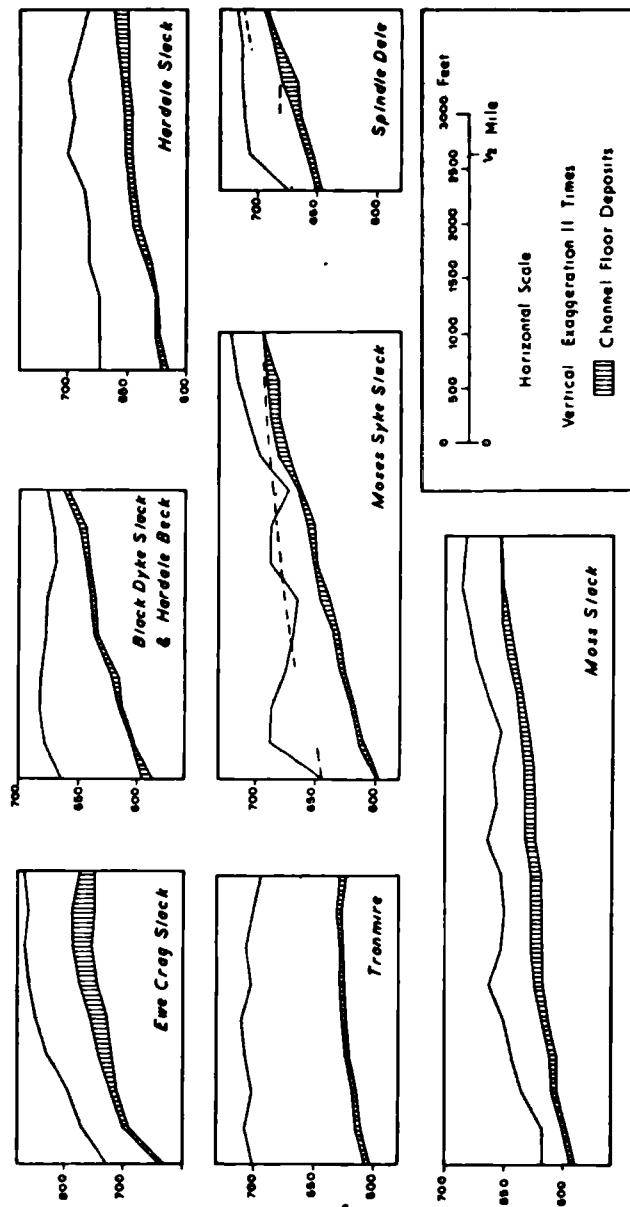 800
700
Ewe Crag Slack
700
650
600
Black Dyke Slack
& Hardale Beck
700
650
600
Hardale Slack
700
650
600
Tranmire
700
650
600
Moses Syke Slack
700
650
600
Spindle Dale
700
650
600
Moss Slack
0 500 1000 1500 2000 2500 3000 Feet
0 ½ Mile
Horizontal Scale
Vertical Exaggeration 11 Times
Channel Floor Deposits